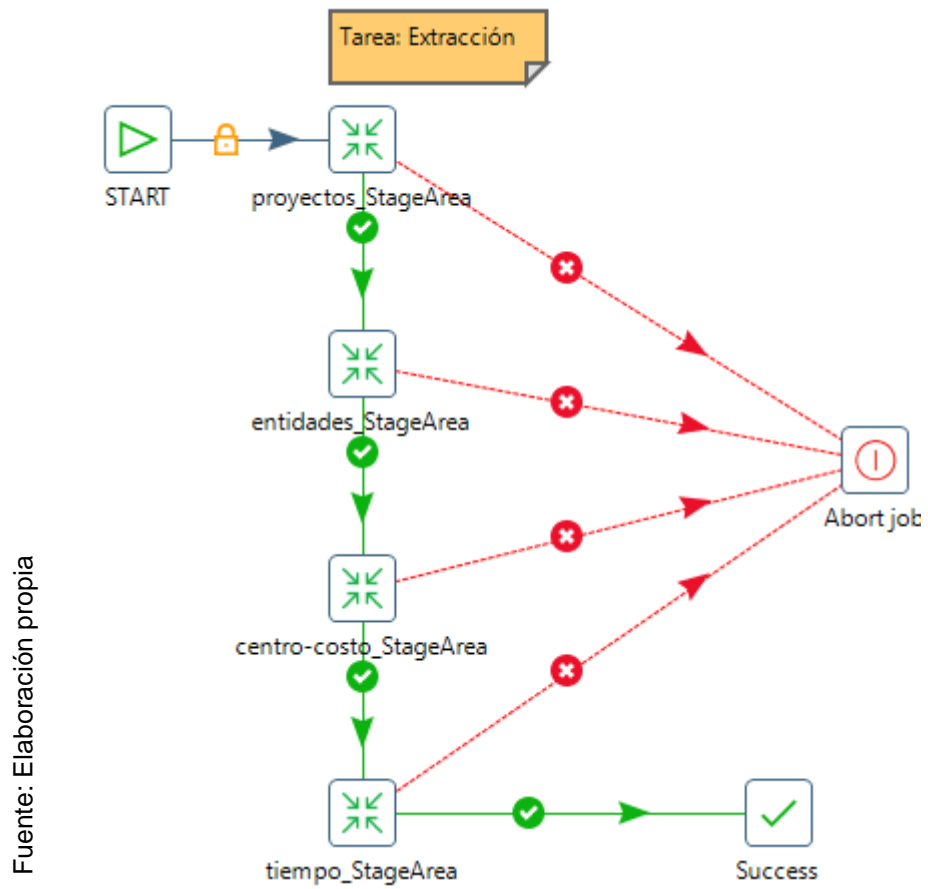 Tarea: Extracción
START
proyectos_StageArea
entidades_StageArea
Abort job
centro-costo_StageArea
tiempo_StageArea
Success
Fuente: Elaboración propia